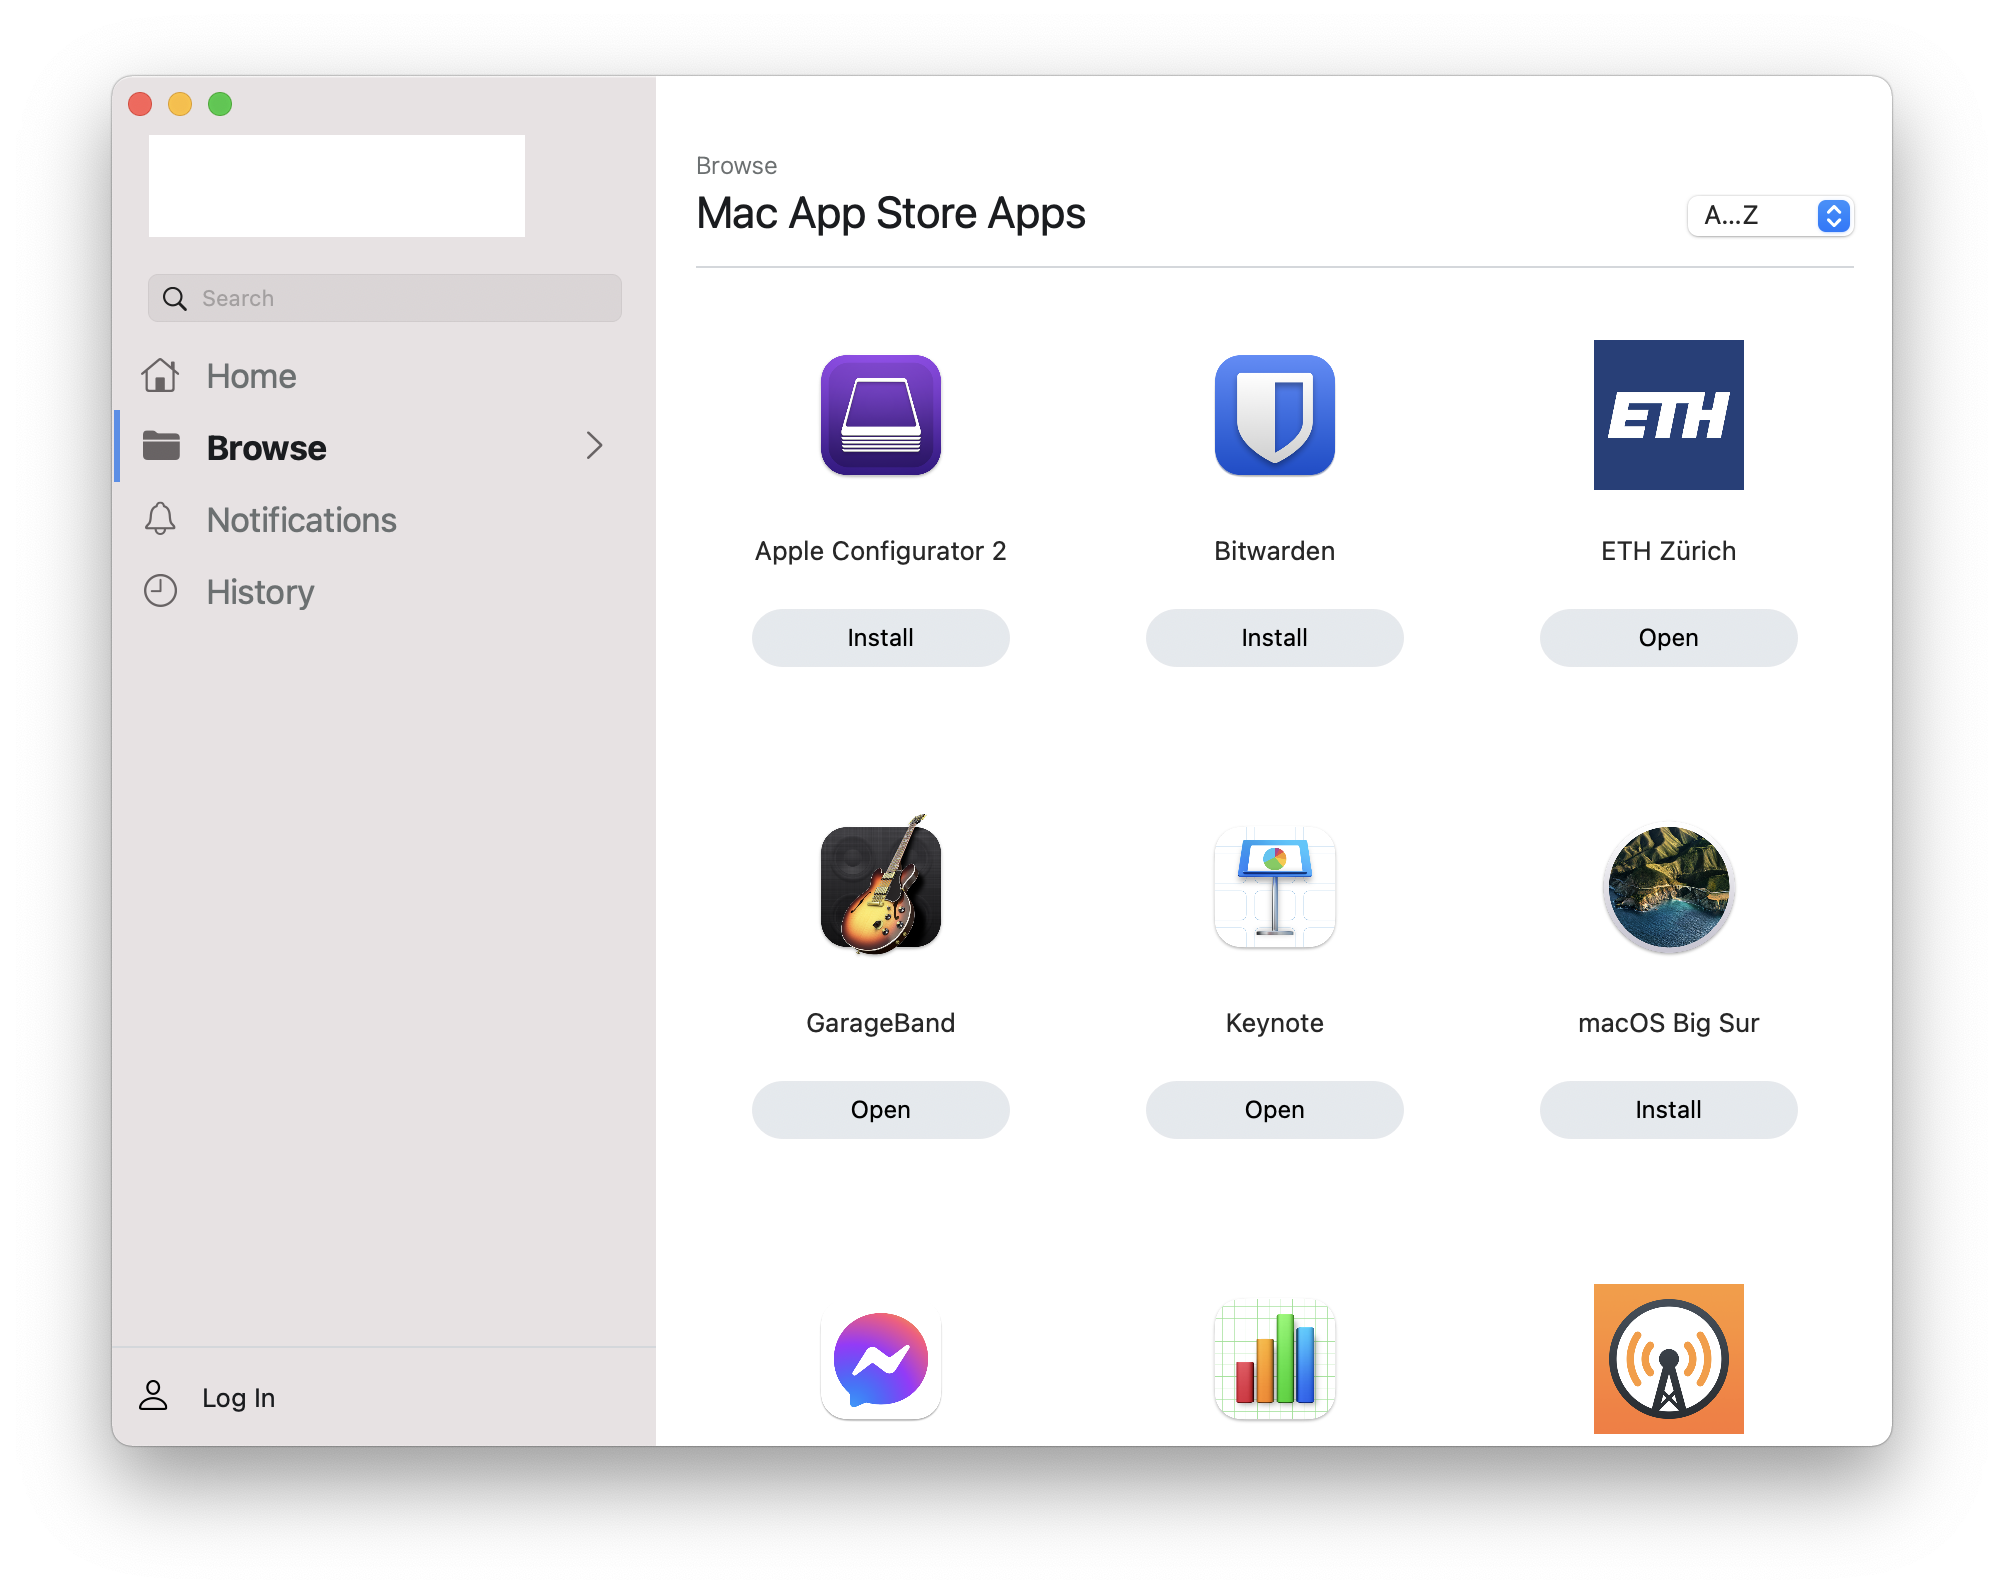 Search
Home
Browse
Notifications
History
Log In
Browse
Mac App Store Apps
A...Z
ETH
Apple Configurator 2
Bitwarden
ETH Zürich
Install
Install
Open
GarageBand
Keynote
macOS Big Sur
Open
Open
Install